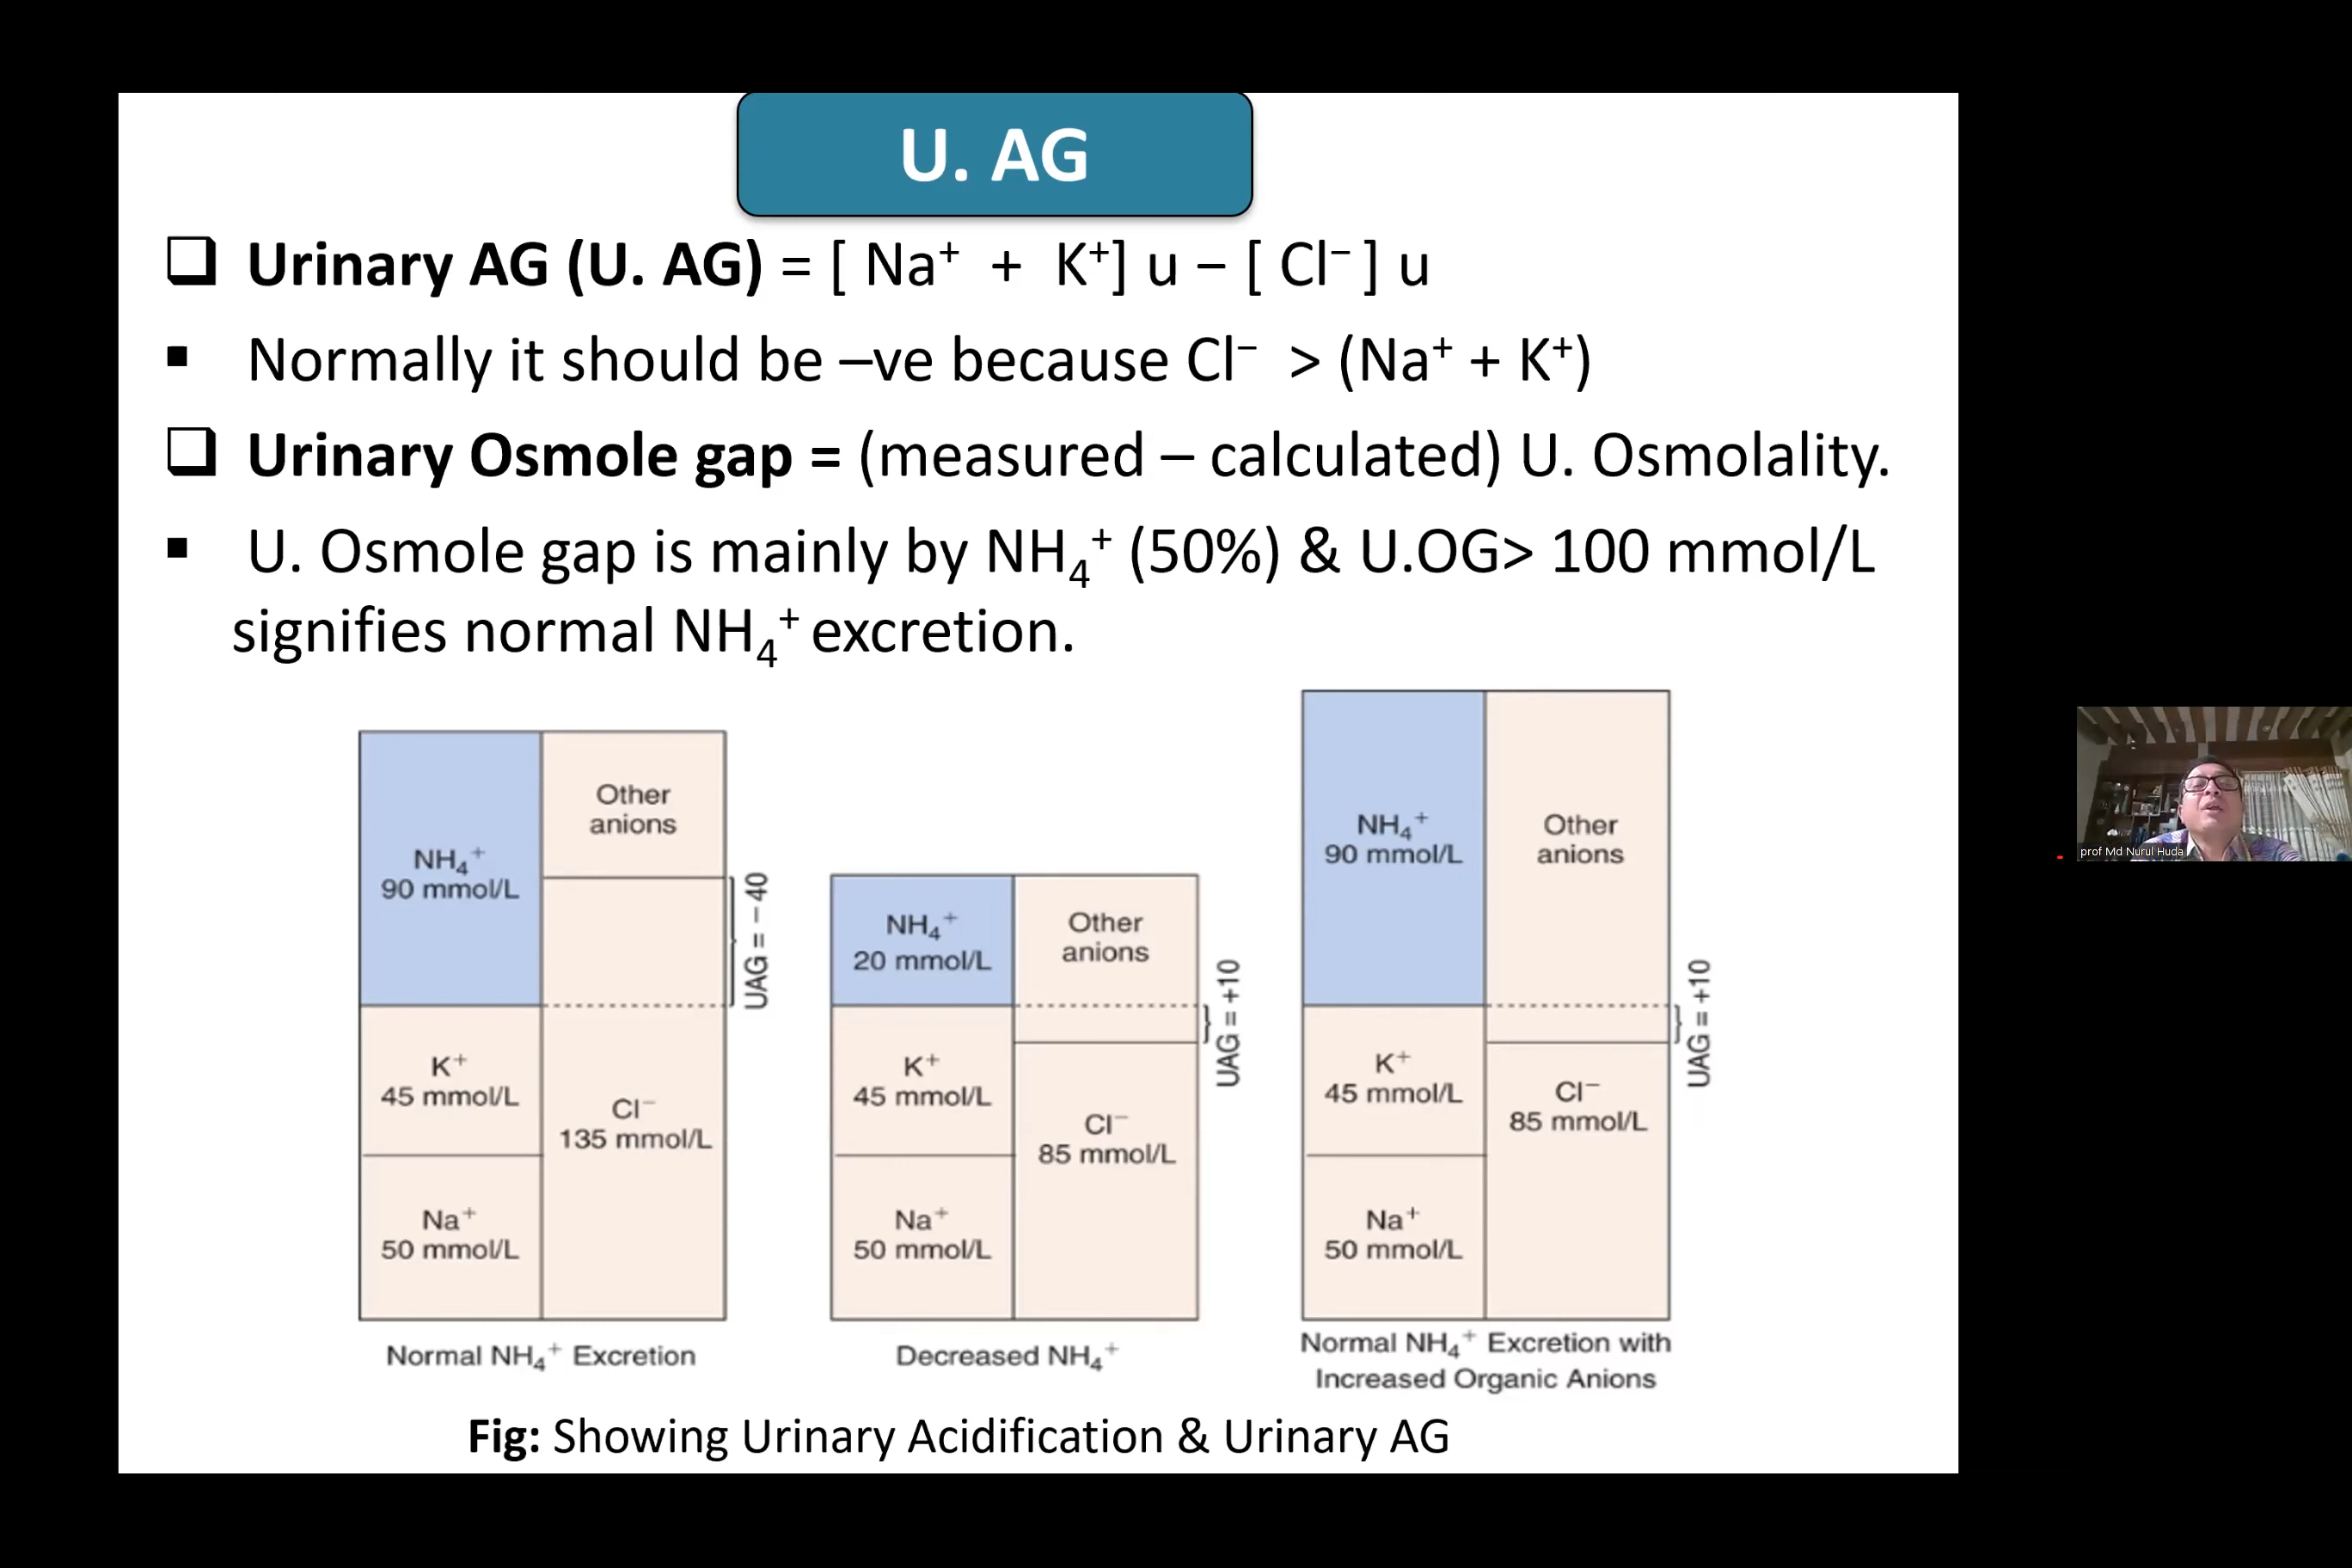 U. AG
❑ Urinary AG (U. AG) = [ Na⁺ + K⁺] u – [ Cl⁻ ] u
▪ Normally it should be –ve because Cl⁻ > (Na⁺ + K⁺)
❑ Urinary Osmole gap = (measured – calculated) U. Osmolality.
▪ U. Osmole gap is mainly by NH₄⁺ (50%) & U.OG> 100 mmol/L
signifies normal NH₄⁺ excretion.
NH₄⁺
90 mmol/L
K⁺
45 mmol/L
Na⁺
50 mmol/L
Other
anions
Cl⁻
135 mmol/L
UAG = – 40
Normal NH₄⁺ Excretion
NH₄⁺
20 mmol/L
K⁺
45 mmol/L
Na⁺
50 mmol/L
Other
anions
Cl⁻
85 mmol/L
UAG = +10
Decreased NH₄⁺
NH₄⁺
90 mmol/L
K⁺
45 mmol/L
Na⁺
50 mmol/L
Other
anions
Cl⁻
85 mmol/L
UAG = +10
Normal NH₄⁺ Excretion with
Increased Organic Anions
Fig: Showing Urinary Acidification & Urinary AG
prof Md Nurul Huda